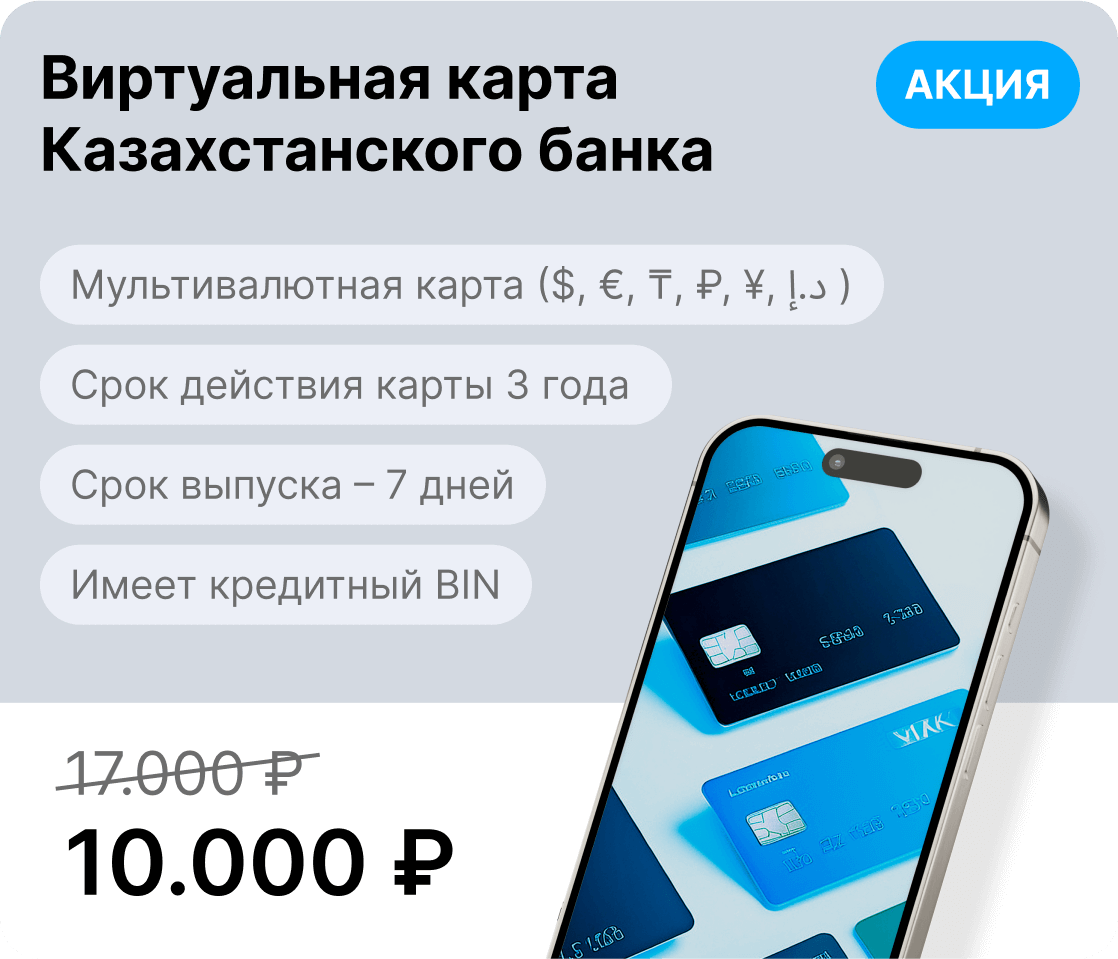 Виртуальная карта
Казахстанского банка
АКЦИЯ
Мультивалютная карта ($, €, ₸, ₽, ¥, د.إ )
Срок действия карты 3 года
Срок выпуска – 7 дней
Имеет кредитный BIN
17.000 ₽
10.000 ₽